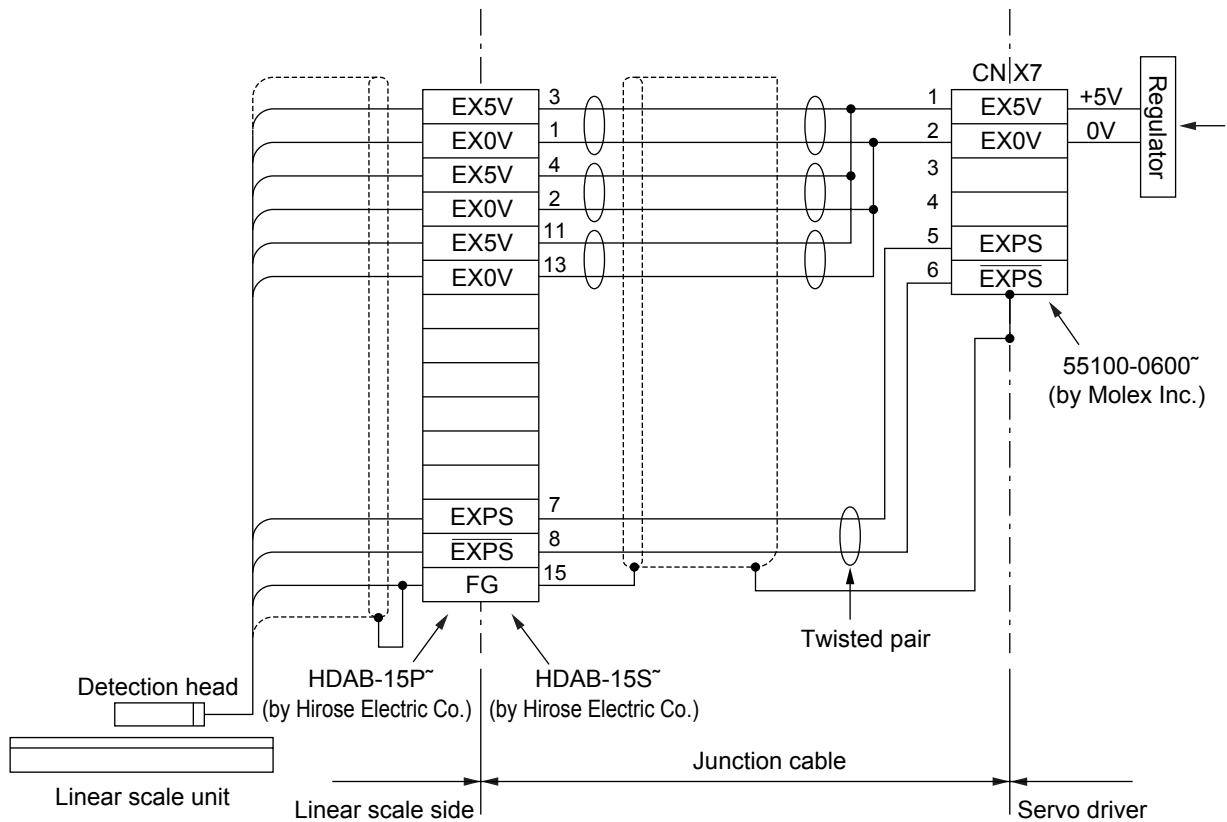 CN X7
EX5V 3
EX0V 1
EX5V 4
EX0V 2
EX5V 11
EX0V 13
EXPS 7
EXPS 8
FG 15
1 EX5V +5V
2 EX0V 0V
3
4
5 EXPS
6 EXPS
Regulator
55100-0600˜
(by Molex Inc.)
Twisted pair
HDAB-15P˜
(by Hirose Electric Co.)
HDAB-15S˜
(by Hirose Electric Co.)
Detection head
Linear scale unit
Junction cable
Linear scale side
Servo driver